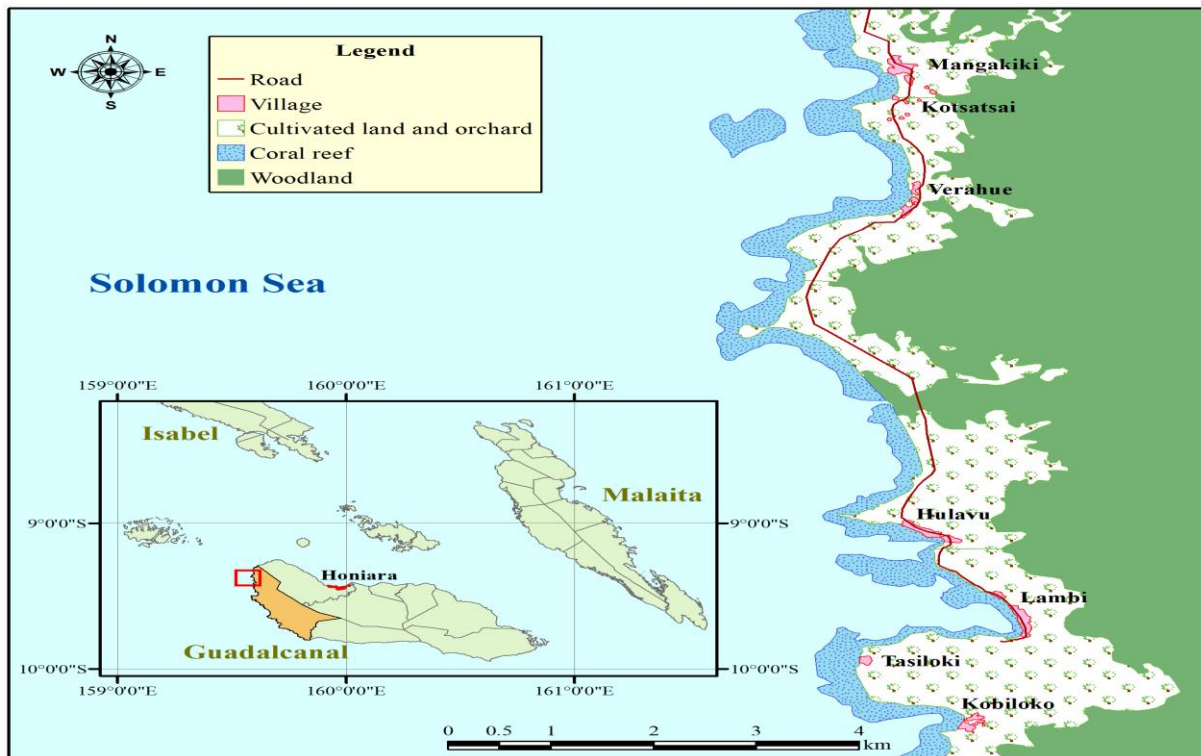 N
W E
S
Legend
Road
Village
Cultivated land and orchard
Coral reef
Woodland
Mangakiki
Kotsatsai
Verahue
Solomon Sea
159°0'0"E 160°0'0"E 161°0'0"E
Isabel
Malaita
9°0'0"S 9°0'0"S
Honiara
Guadalcanal
10°0'0"S 10°0'0"S
159°0'0"E 160°0'0"E 161°0'0"E
Hulavu
Lambi
Tasiloki
Kobiloko
0 0.5 1 2 3 4
km